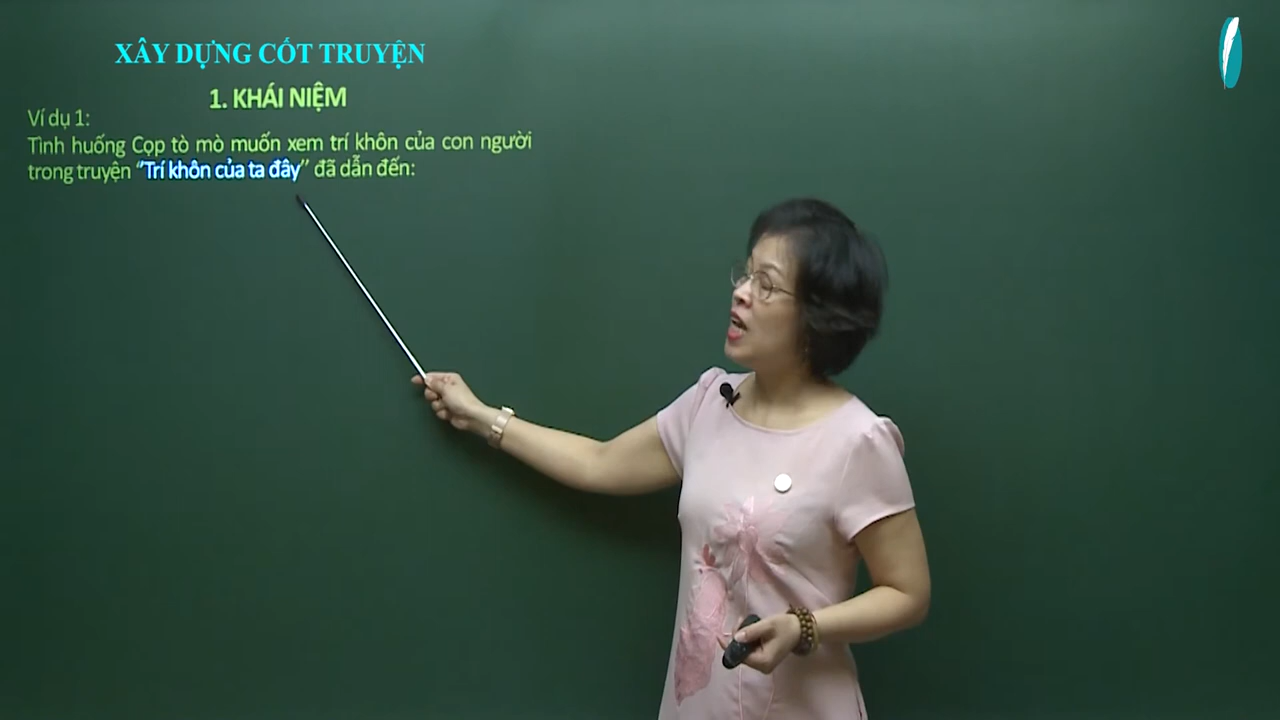 XÂY DỰNG CỐT TRUYỆN
1. KHÁI NIỆM
Ví dụ 1:
Tình huống Cọp tò mò muốn xem trí khôn của con người
trong truyện “Trí khôn của ta đây” đã dẫn đến: